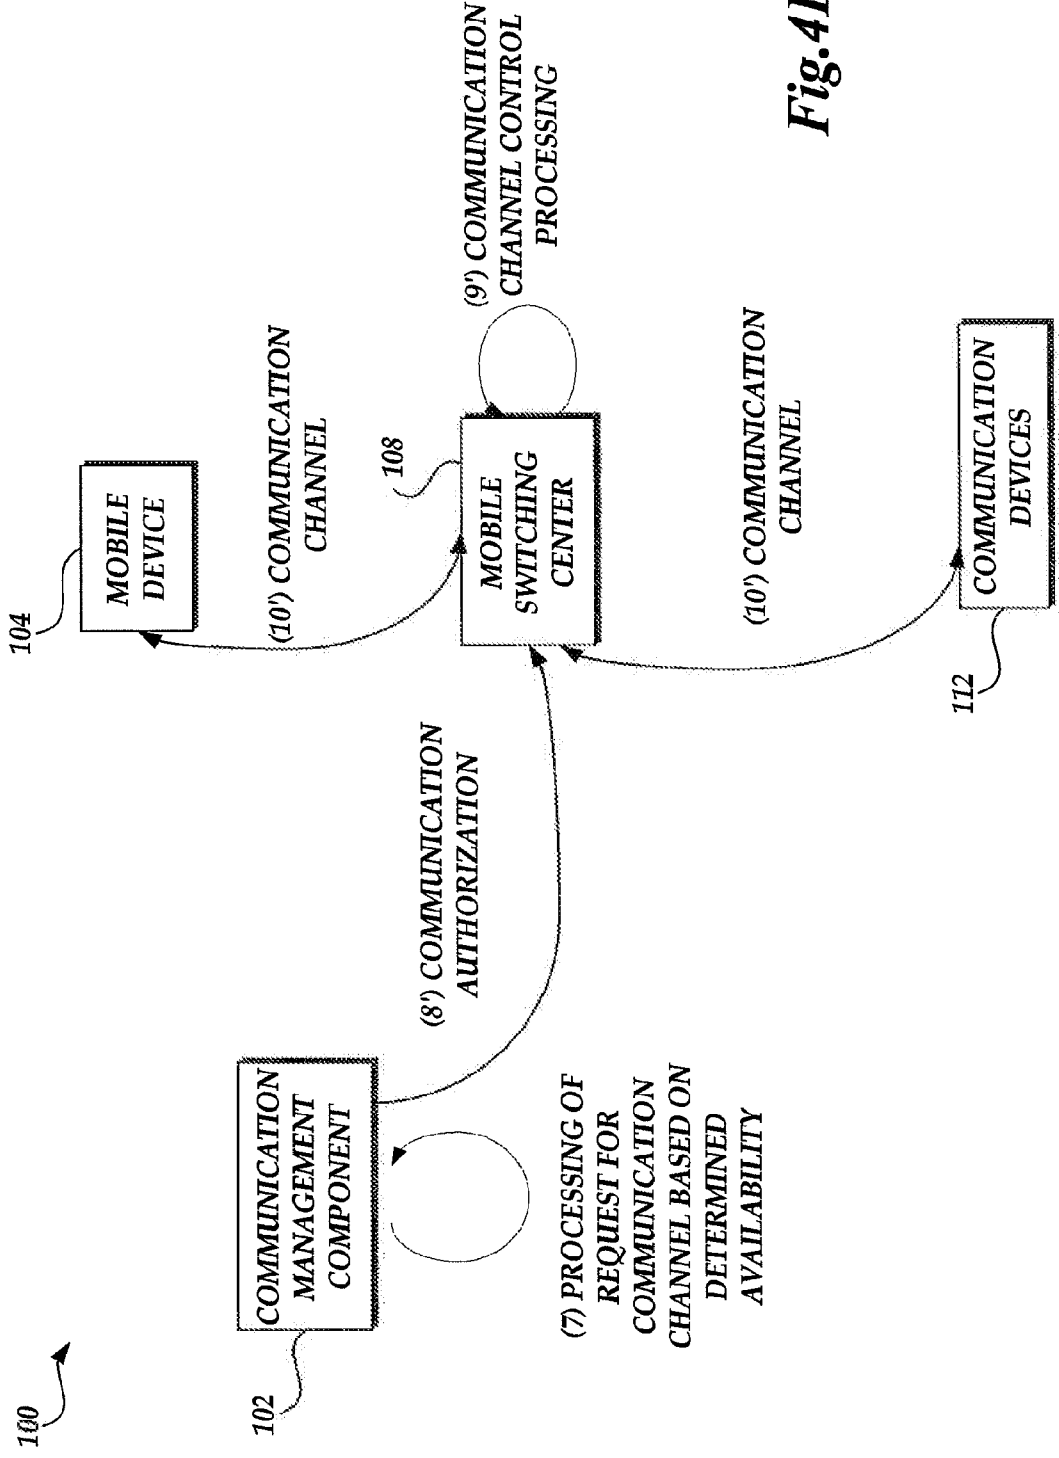 100
104
MOBILE
DEVICE
102
COMMUNICATION
MANAGEMENT
COMPONENT
(10') COMMUNICATION
CHANNEL
108
(8') COMMUNICATION
AUTHORIZATION
MOBILE
SWITCHING
CENTER
(9') COMMUNICATION
CHANNEL CONTROL
PROCESSING
(7) PROCESSING OF
REQUEST FOR
COMMUNICATION
CHANNEL BASED ON
DETERMINED
AVAILABILITY
(10') COMMUNICATION
CHANNEL
112
COMMUNICATION
DEVICES
Fig.4